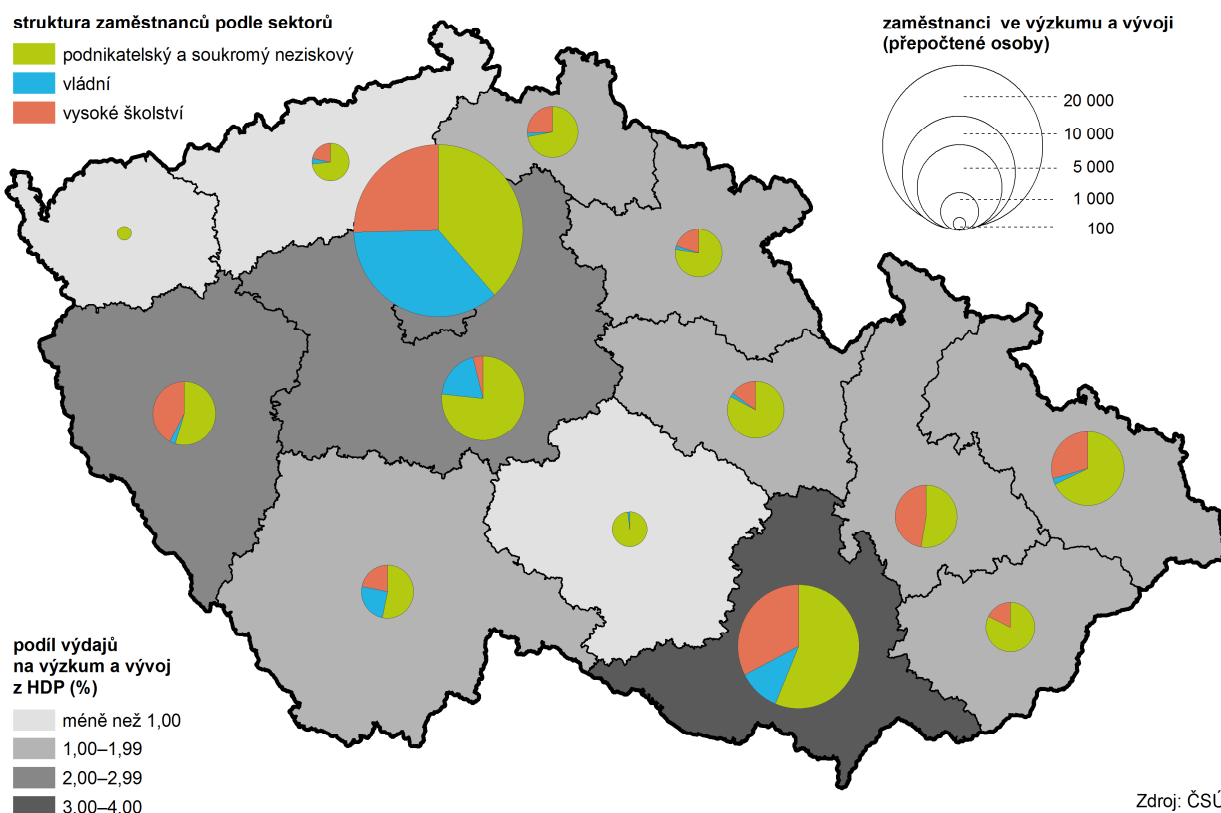 struktura zaměstnanců podle sektorů
podnikatelský a soukromý neziskový
vládní
vysoké školství
zaměstnanci ve výzkumu a vývoji
(přepočtené osoby)
20 000
10 000
5 000
1 000
100
podíl výdajů
na výzkum a vývoj
z HDP (%)
méně než 1,00
1,00–1,99
2,00–2,99
3,00–4,00
Zdroj: ČSÚ